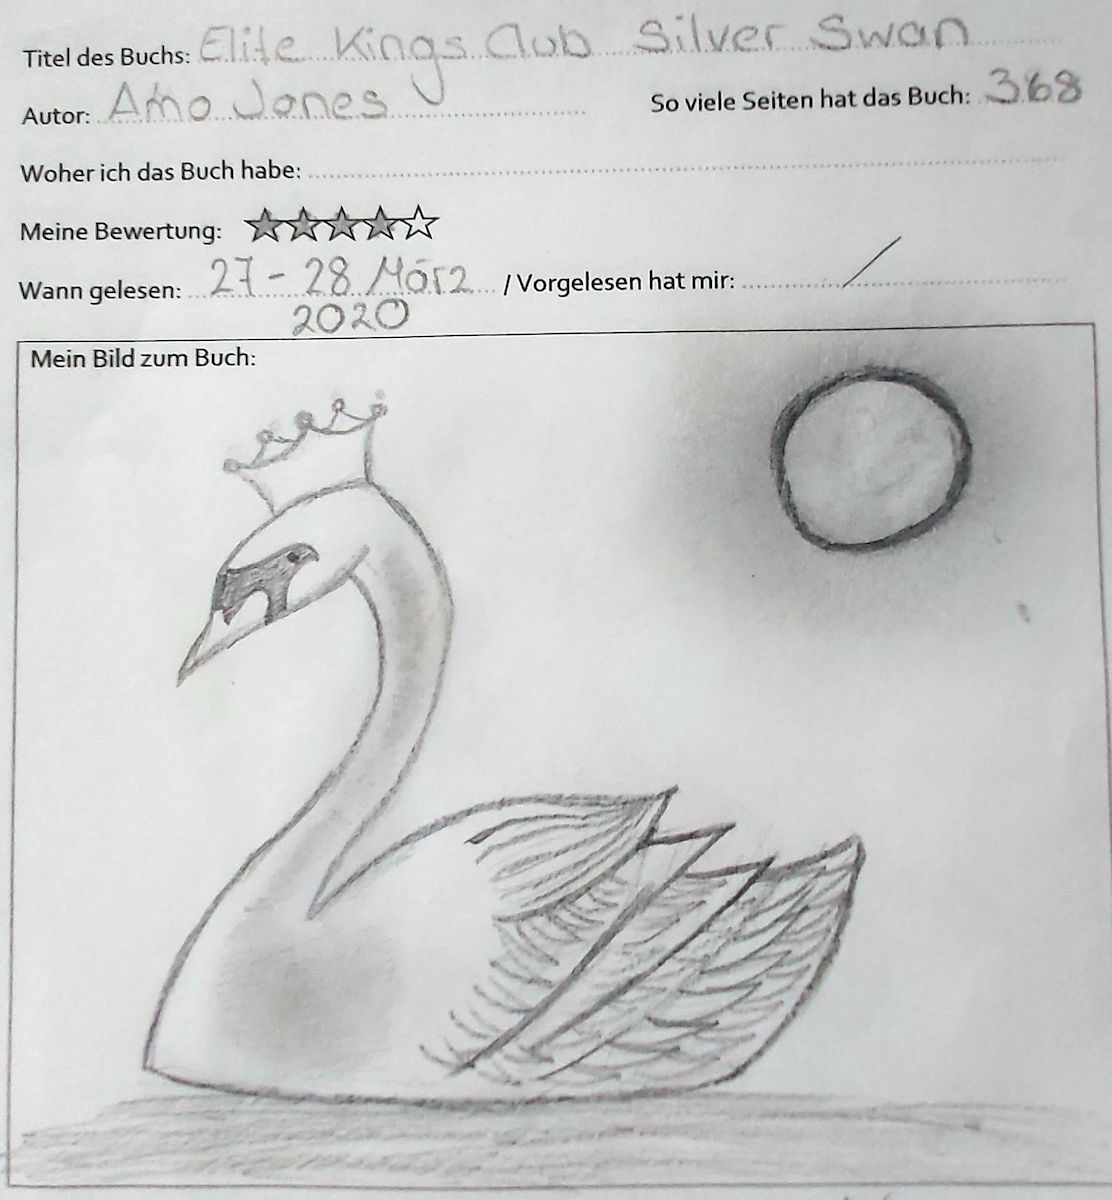 Titel des Buchs: Elite Kings Club Silver Swan
Autor: Amo Jones So viele Seiten hat das Buch: 368
Woher ich das Buch habe:
Meine Bewertung:
Wann gelesen: 27 - 28 März / Vorgelesen hat mir: /
2020
Mein Bild zum Buch: